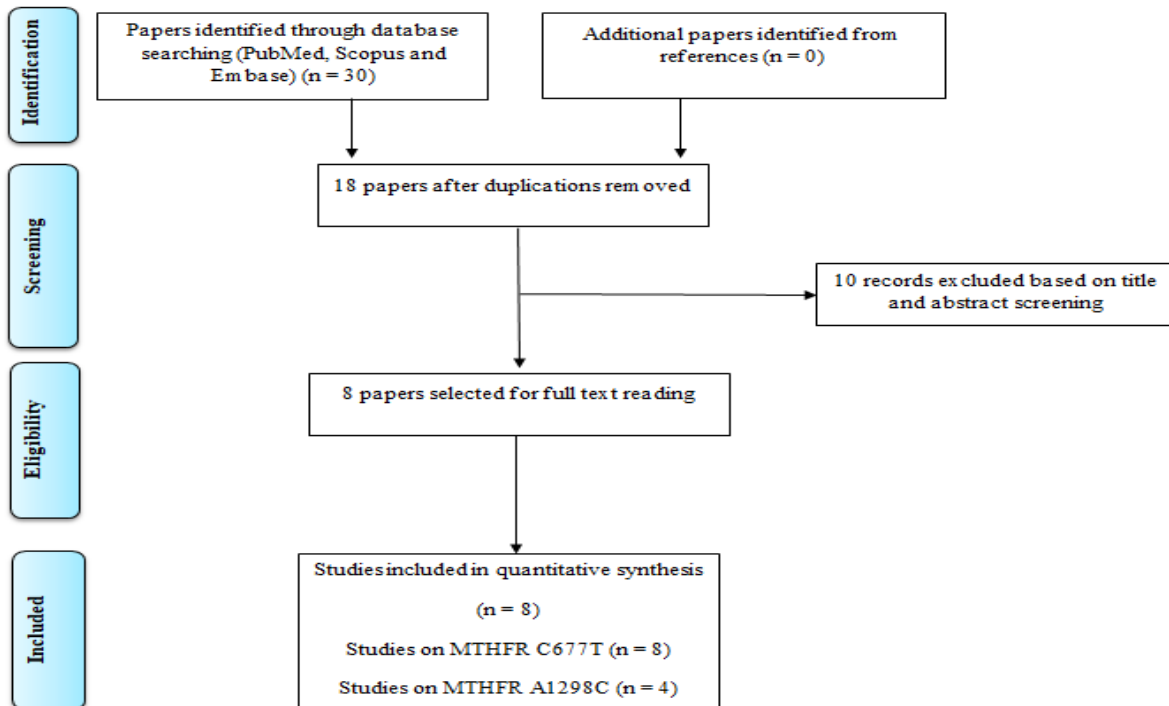 Identification
Papers identified through database
searching (PubMed, Scopus and
Embase) (n = 30)
Additional papers identified from
references (n = 0)
Screening
18 papers after duplications removed
10 records excluded based on title
and abstract screening
Eligibility
8 papers selected for full text reading
Included
Studies included in quantitative synthesis
(n = 8)
Studies on MTHFR C677T (n = 8)
Studies on MTHFR A1298C (n = 4)